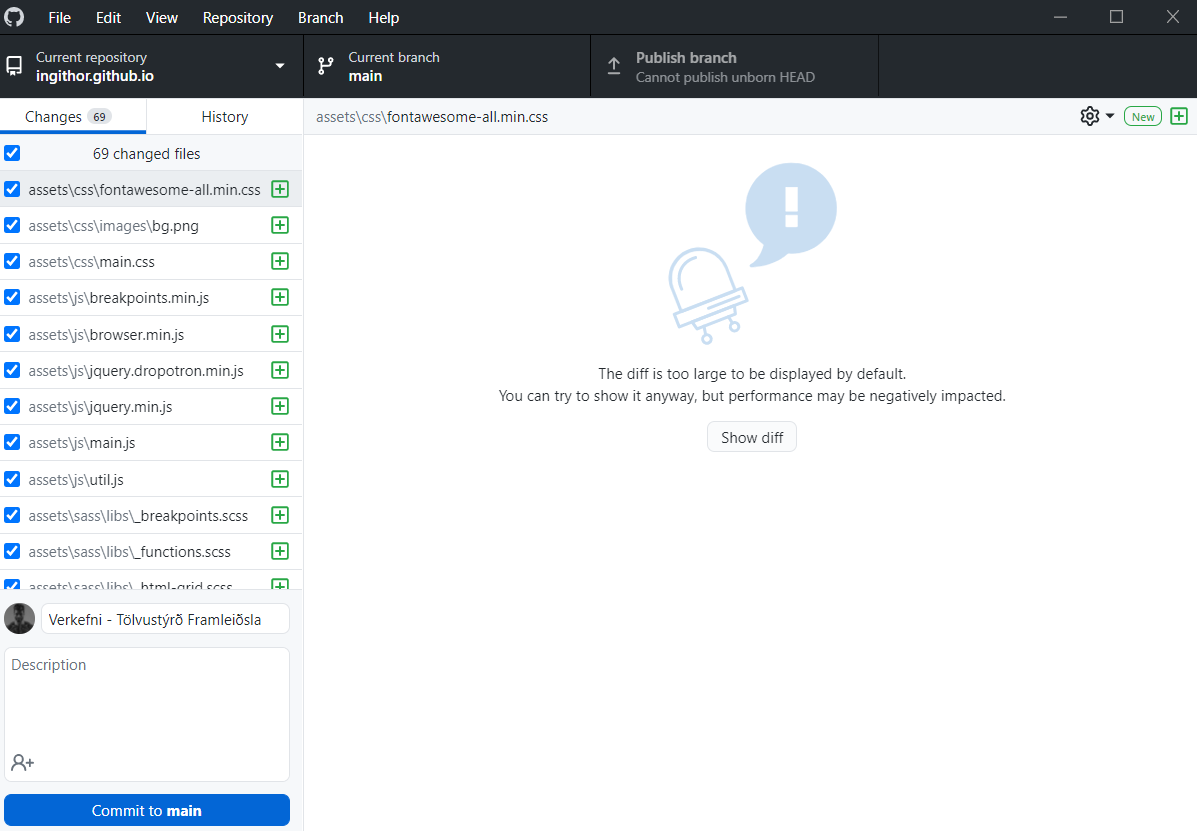 File Edit View Repository Branch Help
Current repository
ingithor.github.io
Current branch
main
Publish branch
Cannot publish unborn HEAD
Changes 69
History
assets\css\fontawesome-all.min.css
New
69 changed files
assets\css\fontawesome-all.min.css
assets\css\images\bg.png
assets\css\main.css
assets\js\breakpoints.min.js
assets\js\browser.min.js
assets\js\jquery.dropotron.min.js
assets\js\jquery.min.js
assets\js\main.js
assets\js\util.js
assets\sass\libs\_breakpoints.scss
assets\sass\libs\_functions.scss
assets\sass\libs\_html-grid.scss
The diff is too large to be displayed by default.
You can try to show it anyway, but performance may be negatively impacted.
Show diff
Verkefni - Tölvustýrð Framleiðsla
Description
Commit to main